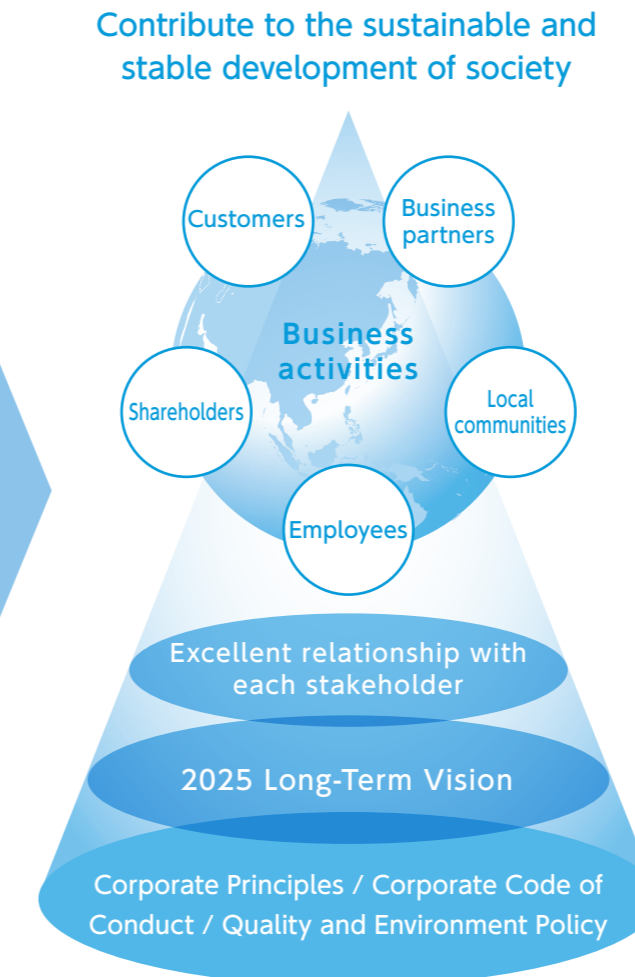 Contribute to the sustainable and
stable development of society
Customers
Business
partners
Business
activities
Shareholders
Local
communities
Employees
Excellent relationship with
each stakeholder
2025 Long-Term Vision
Corporate Principles / Corporate Code of
Conduct / Quality and Environment Policy